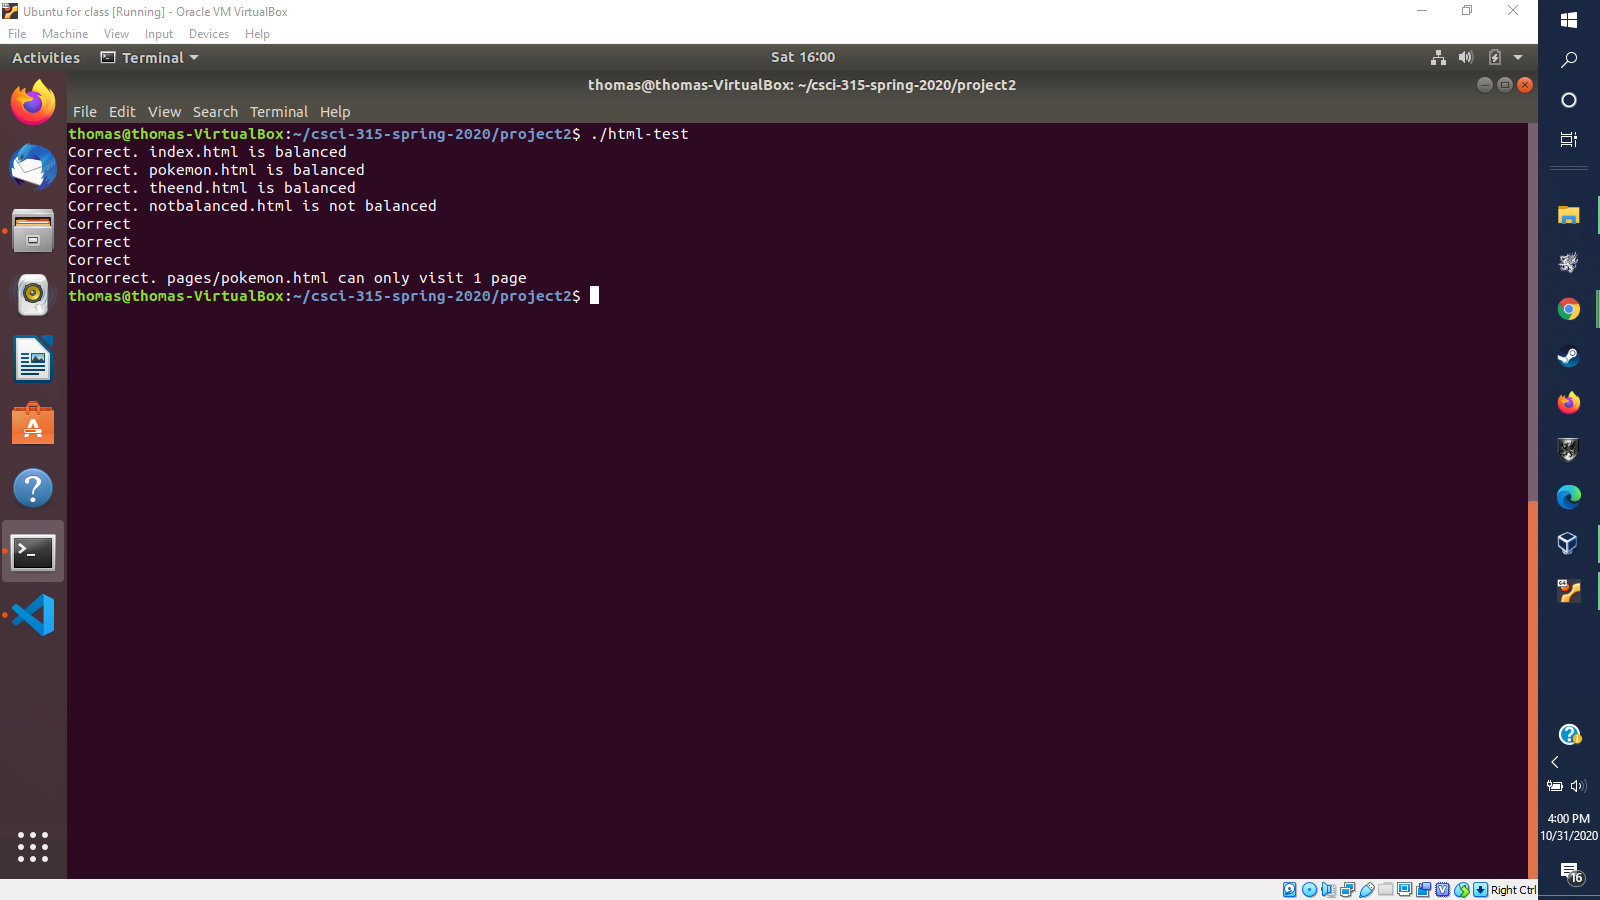 Ubuntu for class [Running] - Oracle VM VirtualBox
File Machine View Input Devices Help
Activities Terminal Sat 16:00
thomas@thomas-VirtualBox: ~/csci-315-spring-2020/project2
File Edit View Search Terminal Help
thomas@thomas-VirtualBox:~/csci-315-spring-2020/project2$ ./html-test
Correct. index.html is balanced
Correct. pokemon.html is balanced
Correct. theend.html is balanced
Correct. notbalanced.html is not balanced
Correct
Correct
Correct
Incorrect. pages/pokemon.html can only visit 1 page
thomas@thomas-VirtualBox:~/csci-315-spring-2020/project2$
4:00 PM
10/31/2020
16
Right Ctrl